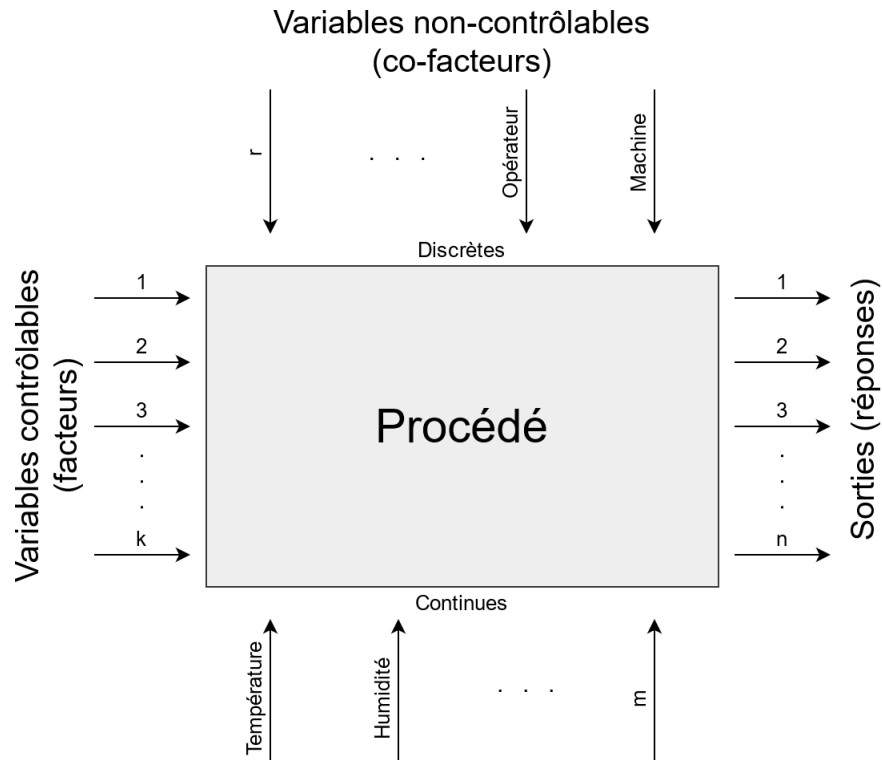 Variables non-contrôlables
(co-facteurs)
r
. . .
Opérateur
Machine
Discrètes
Variables contrôlables
(facteurs)
1
2
3
.
.
.
k
Procédé
1
2
3
.
.
.
n
Sorties (réponses)
Continues
Température
Humidité
. . .
m